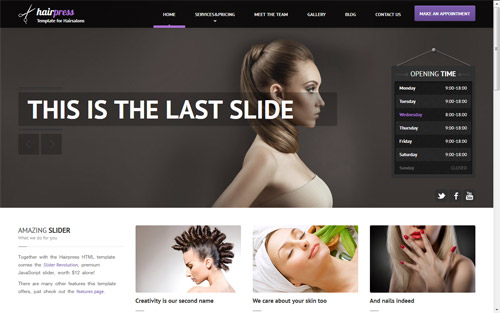 hairpress
Template for Hairsalons
HOME
SERVICES&PRICING
MEET THE TEAM
GALLERY
BLOG
CONTACT US
MAKE AN APPOINTMENT
OPENING TIME
Monday 9:00-18:00
Tuesday 9:00-18:00
Wednesday 8:00-18:00
Thursday 9:00-18:00
Friday 9:00-18:00
Saturday 9:00-18:00
Sunday CLOSED
THIS IS THE LAST SLIDE
AMAZING SLIDER
What we do for you
Together with the Hairpress HTML template
comes the Slider Revolution, premium
JavaScript slider, worth $12 alone!
There are many other features this template
offers, just check out the features page.
Creativity is our second name
We care about your skin too
And nails indeed